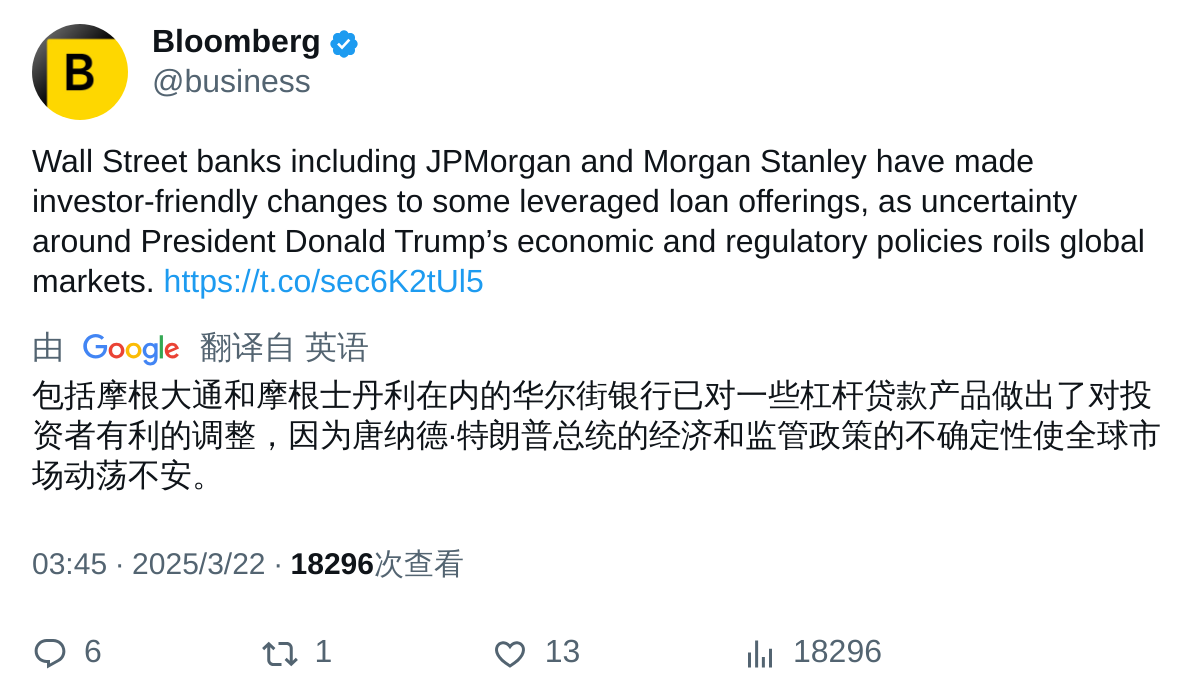 B
Bloomberg
@business
Wall Street banks including JPMorgan and Morgan Stanley have made
investor-friendly changes to some leveraged loan offerings, as uncertainty
around President Donald Trump’s economic and regulatory policies roils global
markets. https://t.co/sec6K2tUl5
由 Google 翻译自 英语
包括摩根大通和摩根士丹利在内的华尔街银行已对一些杠杆贷款产品做出了对投
资者有利的调整，因为唐纳德·特朗普总统的经济和监管政策的不确定性使全球市
场动荡不安。
03:45 · 2025/3/22 · 18296次查看
6 1 13 18296